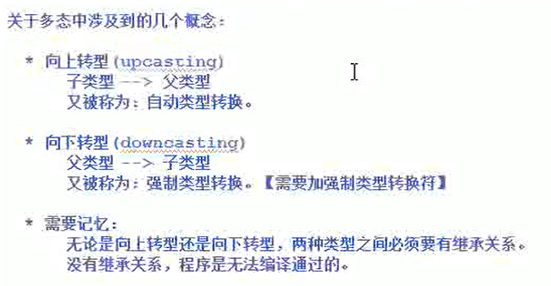 关于多态中涉及到的几个概念：
* 向上转型(upcasting)
子类型 --> 父类型
又被称为：自动类型转换。
* 向下转型(downcasting)
父类型 --> 子类型
又被称为：强制类型转换。【需要加强制类型转换符】
* 需要记忆：
无论是向上转型还是向下转型，两种类型之间必须要有继承关系。
没有继承关系，程序是无法编译通过的。